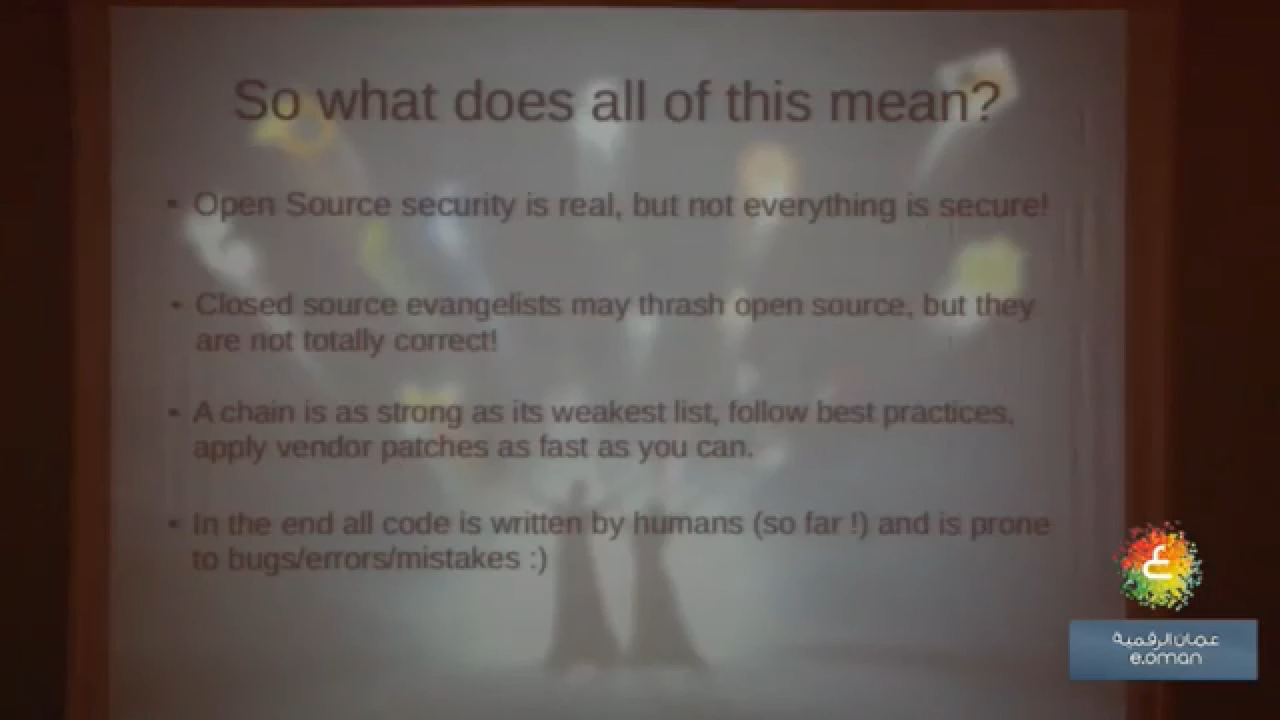 So what does all of this mean?
Open Source security is real, but not everything is secure!
Closed source evangelists may thrash open source, but they
are not totally correct!
A chain is as strong as its weakest list, follow best practices,
apply vendor patches as fast as you can.
In the end all code is written by humans (so far !) and is prone
to bugs/errors/mistakes :)
ع
عمان الرقمية
e.oman